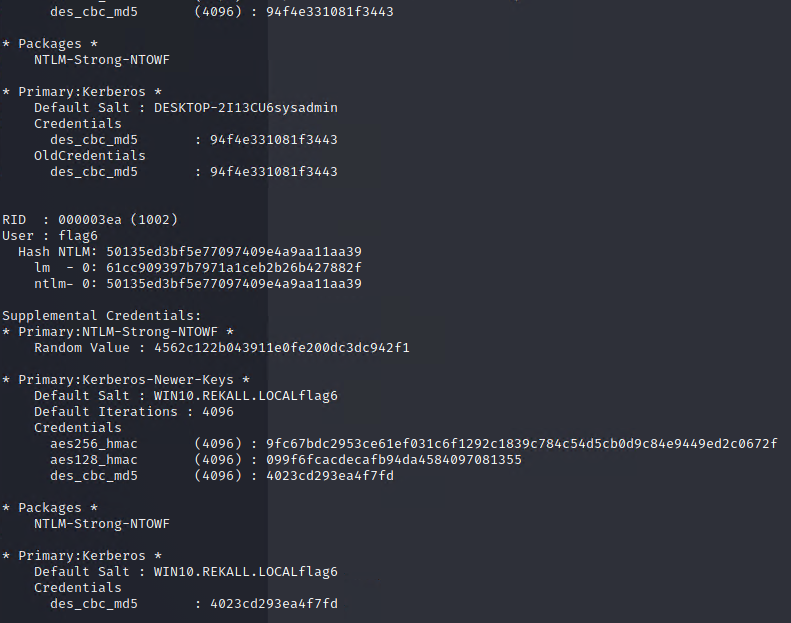 des_cbc_md5       (4096) : 94f4e331081f3443
* Packages *
    NTLM-Strong-NTOWF
* Primary:Kerberos *
    Default Salt : DESKTOP-2I13CU6sysadmin
    Credentials
      des_cbc_md5       : 94f4e331081f3443
    OldCredentials
      des_cbc_md5       : 94f4e331081f3443
RID  : 000003ea (1002)
User : flag6
  Hash NTLM: 50135ed3bf5e77097409e4a9aa11aa39
    lm  - 0: 61cc909397b7971a1ceb2b26b427882f
    ntlm- 0: 50135ed3bf5e77097409e4a9aa11aa39
Supplemental Credentials:
* Primary:NTLM-Strong-NTOWF *
    Random Value : 4562c122b043911e0fe200dc3dc942f1
* Primary:Kerberos-Newer-Keys *
    Default Salt : WIN10.REKALL.LOCALflag6
    Default Iterations : 4096
    Credentials
      aes256_hmac       (4096) : 9fc67bdc2953ce61ef031c6f1292c1839c784c54d5cb0d9c84e9449ed2c0672f
      aes128_hmac       (4096) : 099f6fcacdecafb94da4584097081355
      des_cbc_md5       (4096) : 4023cd293ea4f7fd
* Packages *
    NTLM-Strong-NTOWF
* Primary:Kerberos *
    Default Salt : WIN10.REKALL.LOCALflag6
    Credentials
      des_cbc_md5       : 4023cd293ea4f7fd